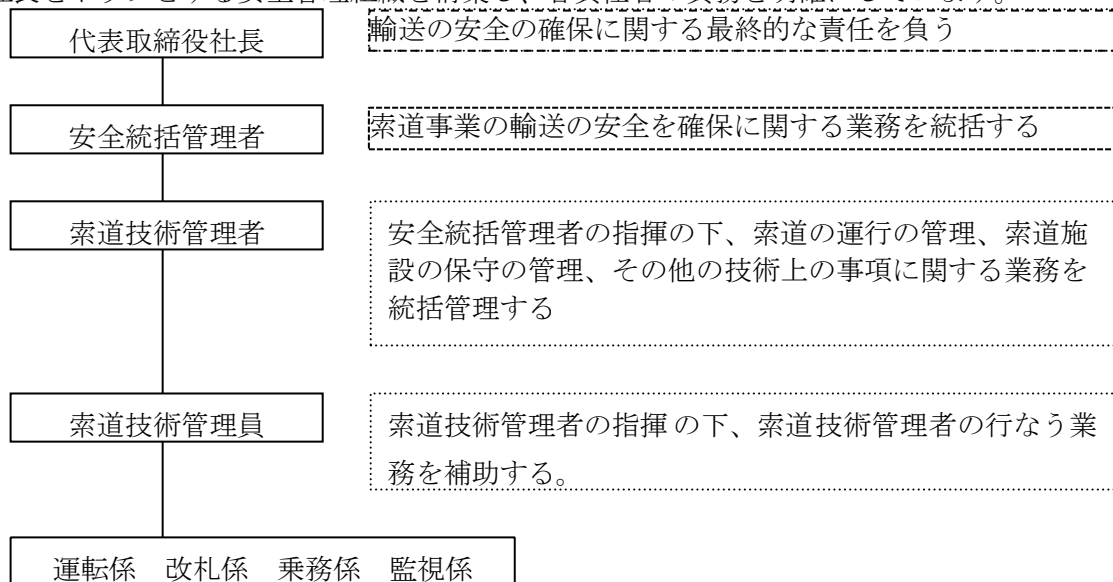 代表取締役社長
輸送の安全の確保に関する最終的な責任を負う
安全統括管理者
索道事業の輸送の安全を確保に関する業務を統括する
索道技術管理者
安全統括管理者の指揮の下、索道の運行の管理、索道施
設の保守の管理、その他の技術上の事項に関する業務を
統括管理する
索道技術管理員
索道技術管理者の指揮の下、索道技術管理者の行なう業
務を補助する。
運転係 改札係 乗務係 監視係